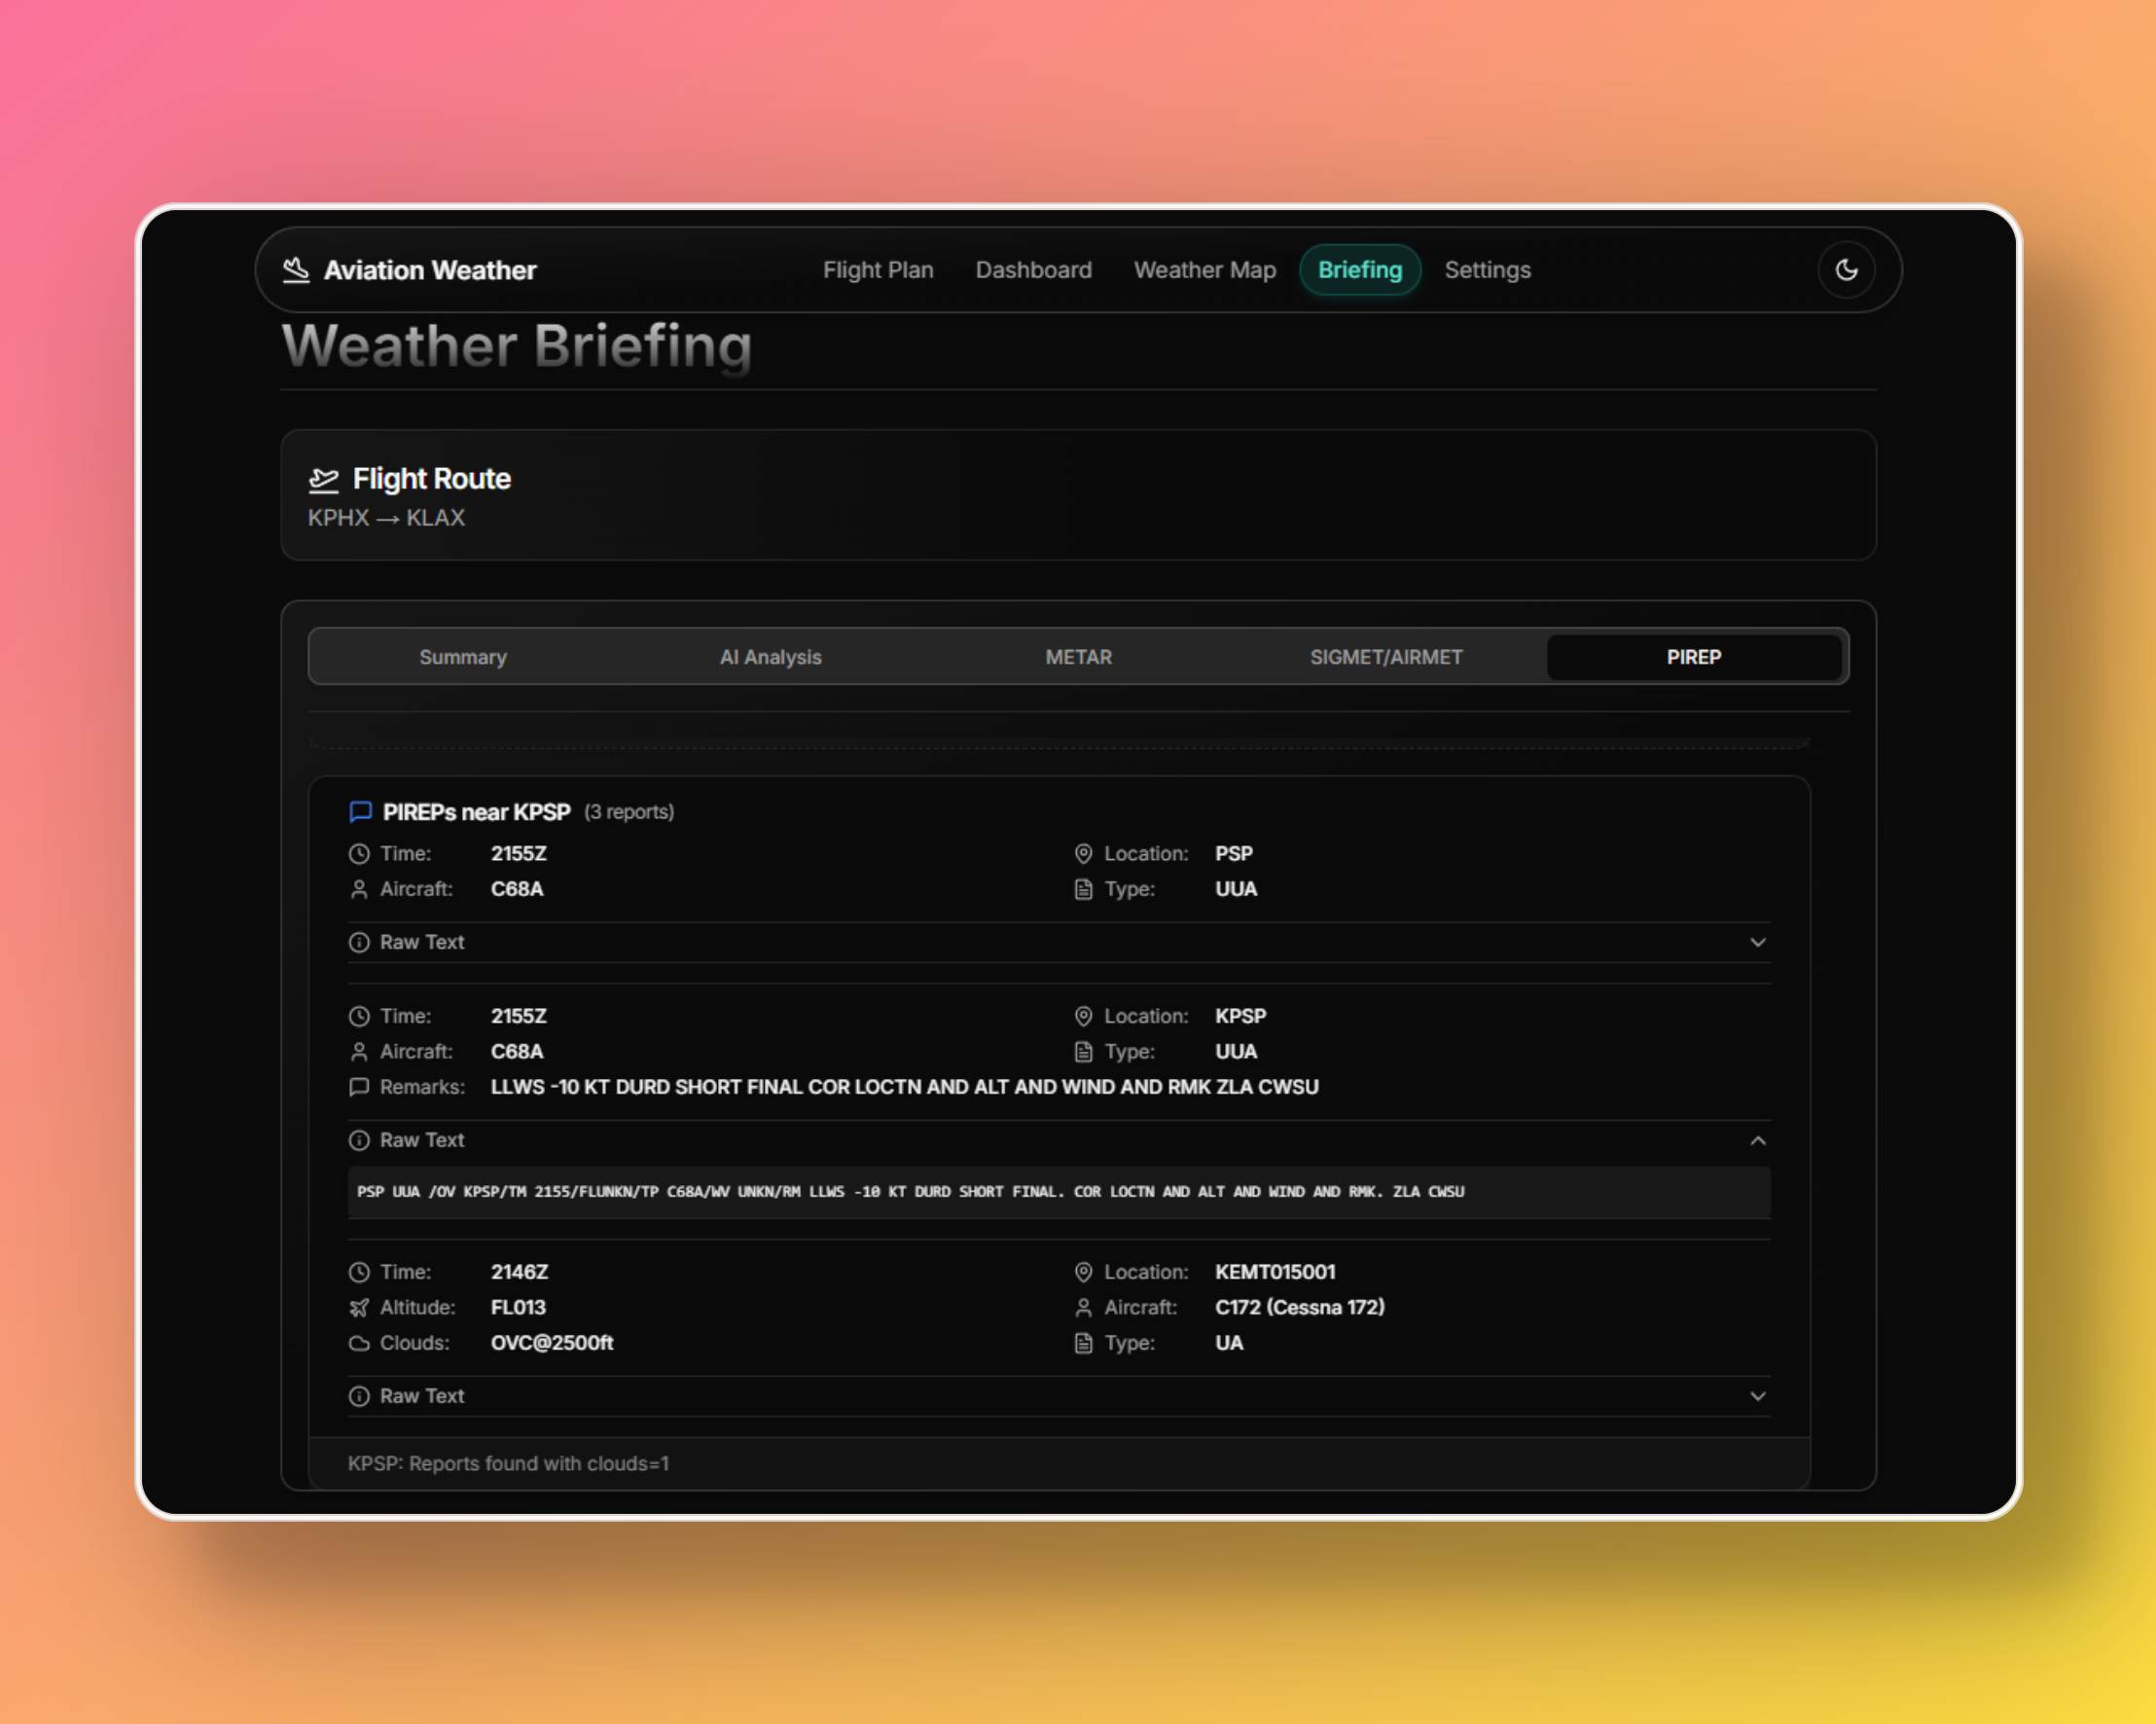 Aviation Weather
Flight Plan Dashboard Weather Map Briefing Settings
Weather Briefing
Flight Route
KPHX → KLAX
Summary AI Analysis METAR SIGMET/AIRMET PIREP
PIREPs near KPSP (3 reports)
Time: 2155Z Location: PSP
Aircraft: C68A Type: UUA
Raw Text
Time: 2155Z Location: KPSP
Aircraft: C68A Type: UUA
Remarks: LLWS -10 KT DURD SHORT FINAL COR LOCTN AND ALT AND WIND AND RMK ZLA CWSU
Raw Text
PSP UUA /OV KPSP/TM 2155/FLUNKN/TP C68A/WV UNKN/RM LLWS -10 KT DURD SHORT FINAL. COR LOCTN AND ALT AND WIND AND RMK. ZLA CWSU
Time: 2146Z Location: KEMT015001
Altitude: FL013 Aircraft: C172 (Cessna 172)
Clouds: OVC@2500ft Type: UA
Raw Text
KPSP: Reports found with clouds=1